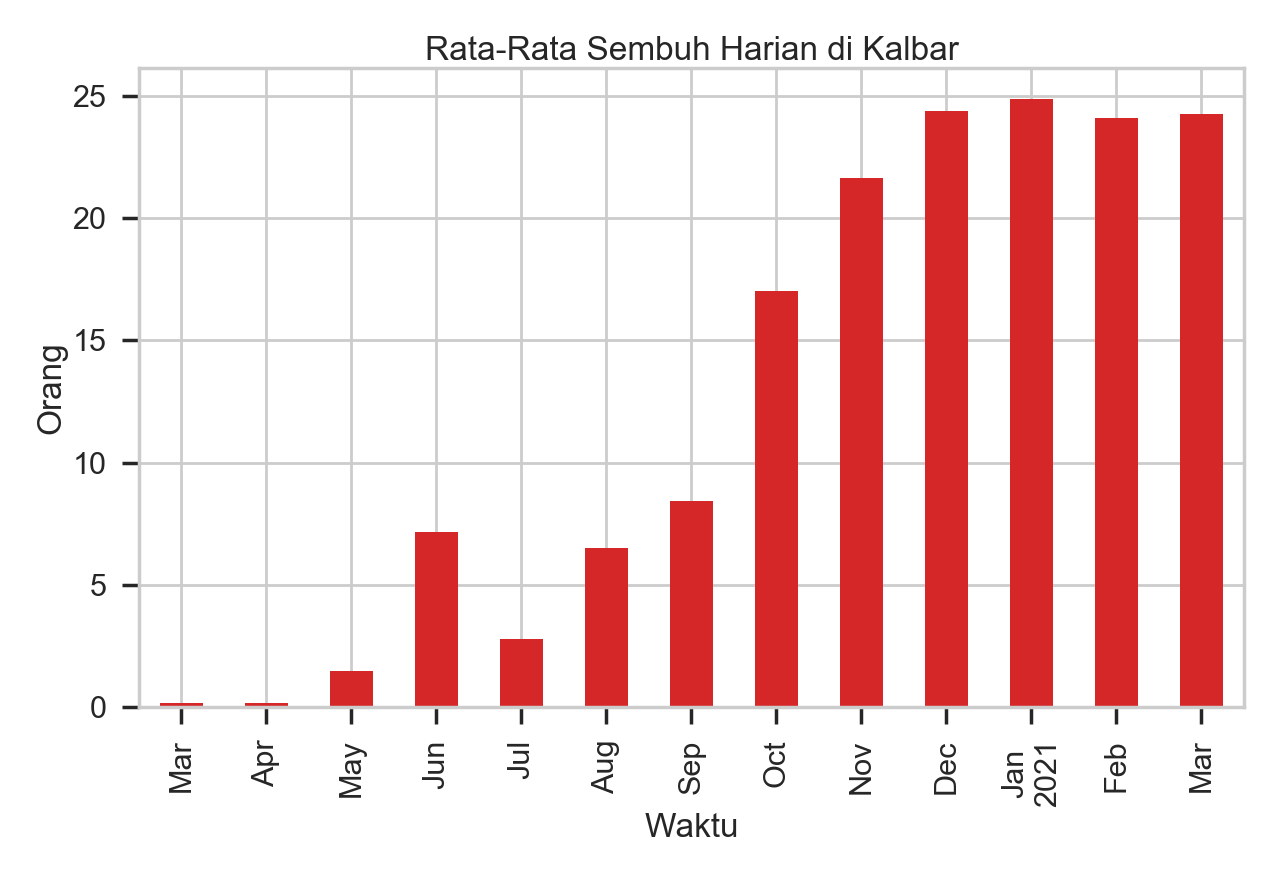 Rata-Rata Sembuh Harian di Kalbar
25
20
15
10
5
0
Orang
Mar
Apr
May
Jun
Jul
Aug
Sep
Oct
Nov
Dec
Jan
2021
Feb
Mar
Waktu